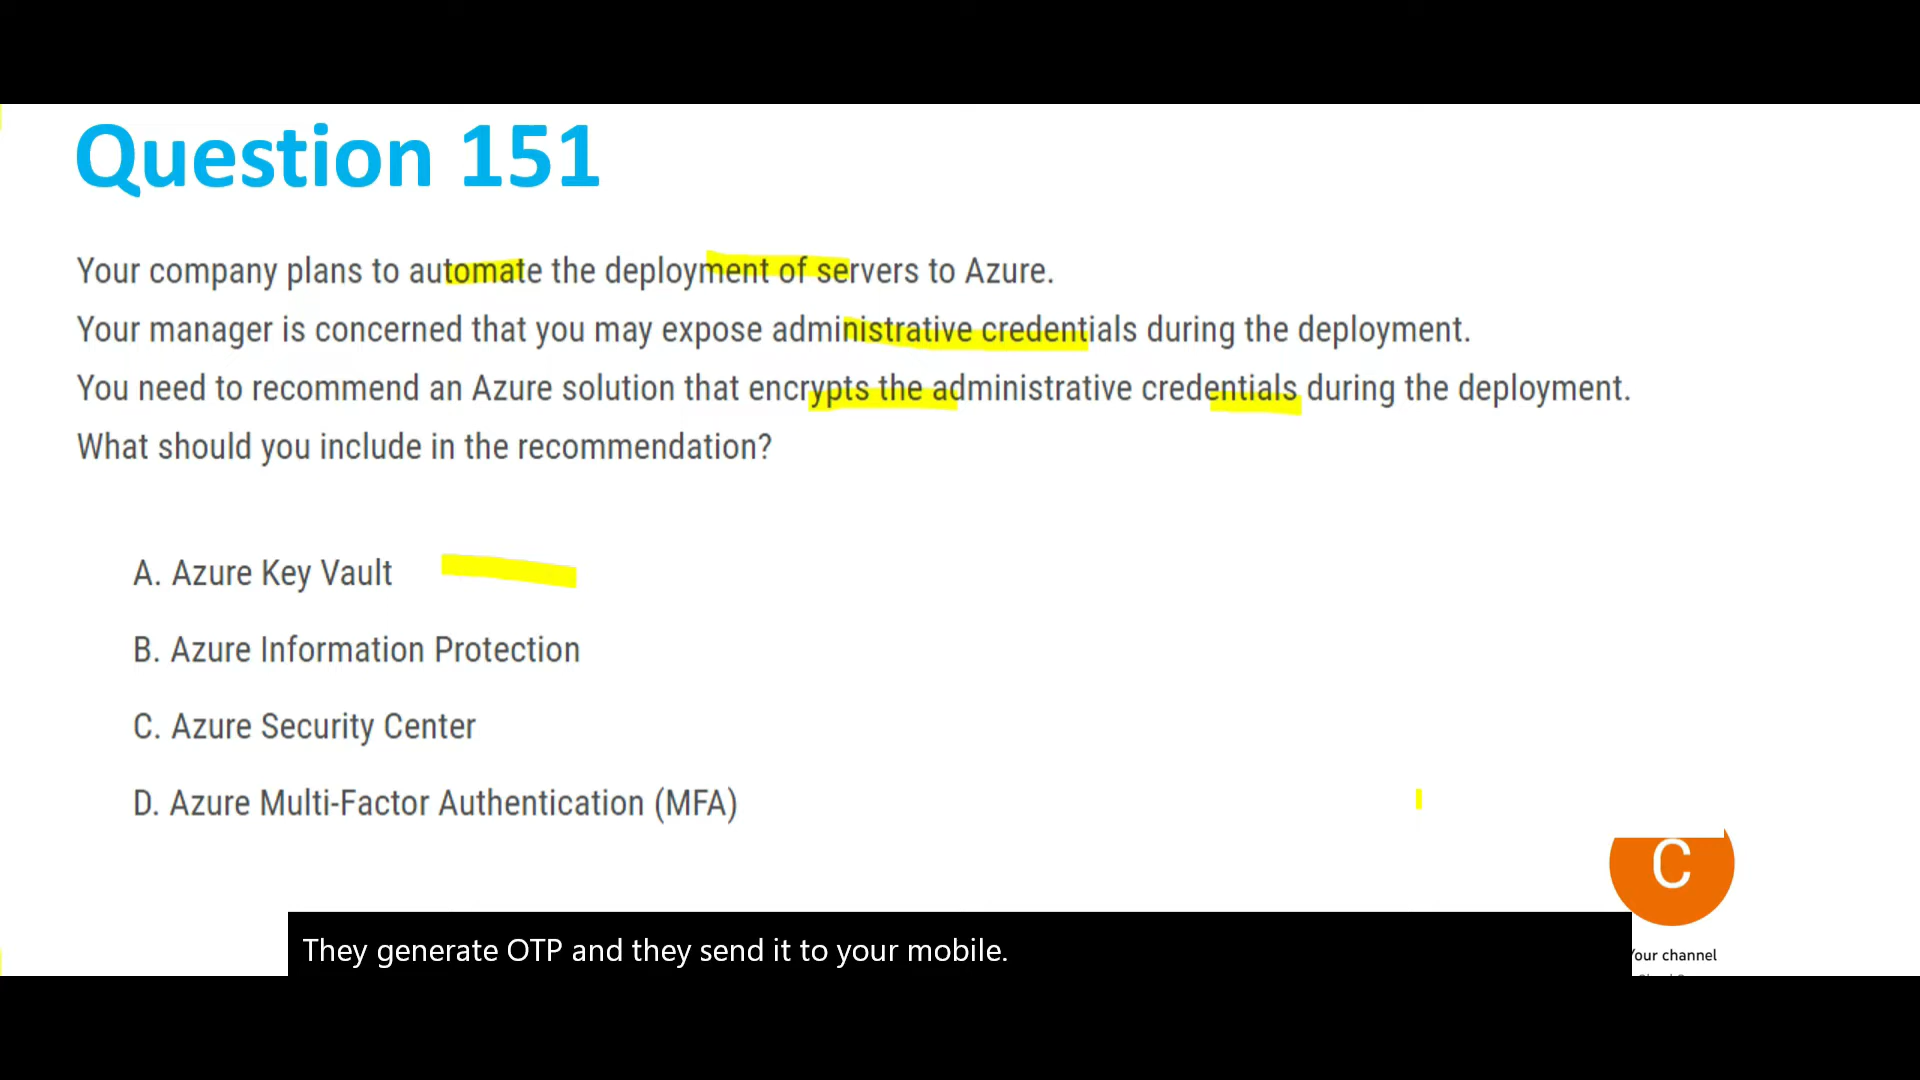 Question 151
Your company plans to automate the deployment of servers to Azure.
Your manager is concerned that you may expose administrative credentials during the deployment.
You need to recommend an Azure solution that encrypts the administrative credentials during the deployment.
What should you include in the recommendation?
A. Azure Key Vault
B. Azure Information Protection
C. Azure Security Center
D. Azure Multi-Factor Authentication (MFA)
C
They generate OTP and they send it to your mobile.
Your channel